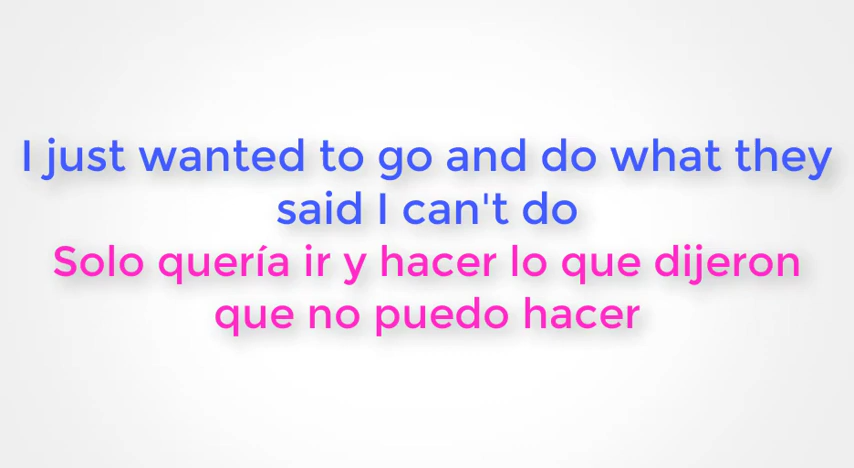 I just wanted to go and do what they
said I can't do
Solo quería ir y hacer lo que dijeron
que no puedo hacer